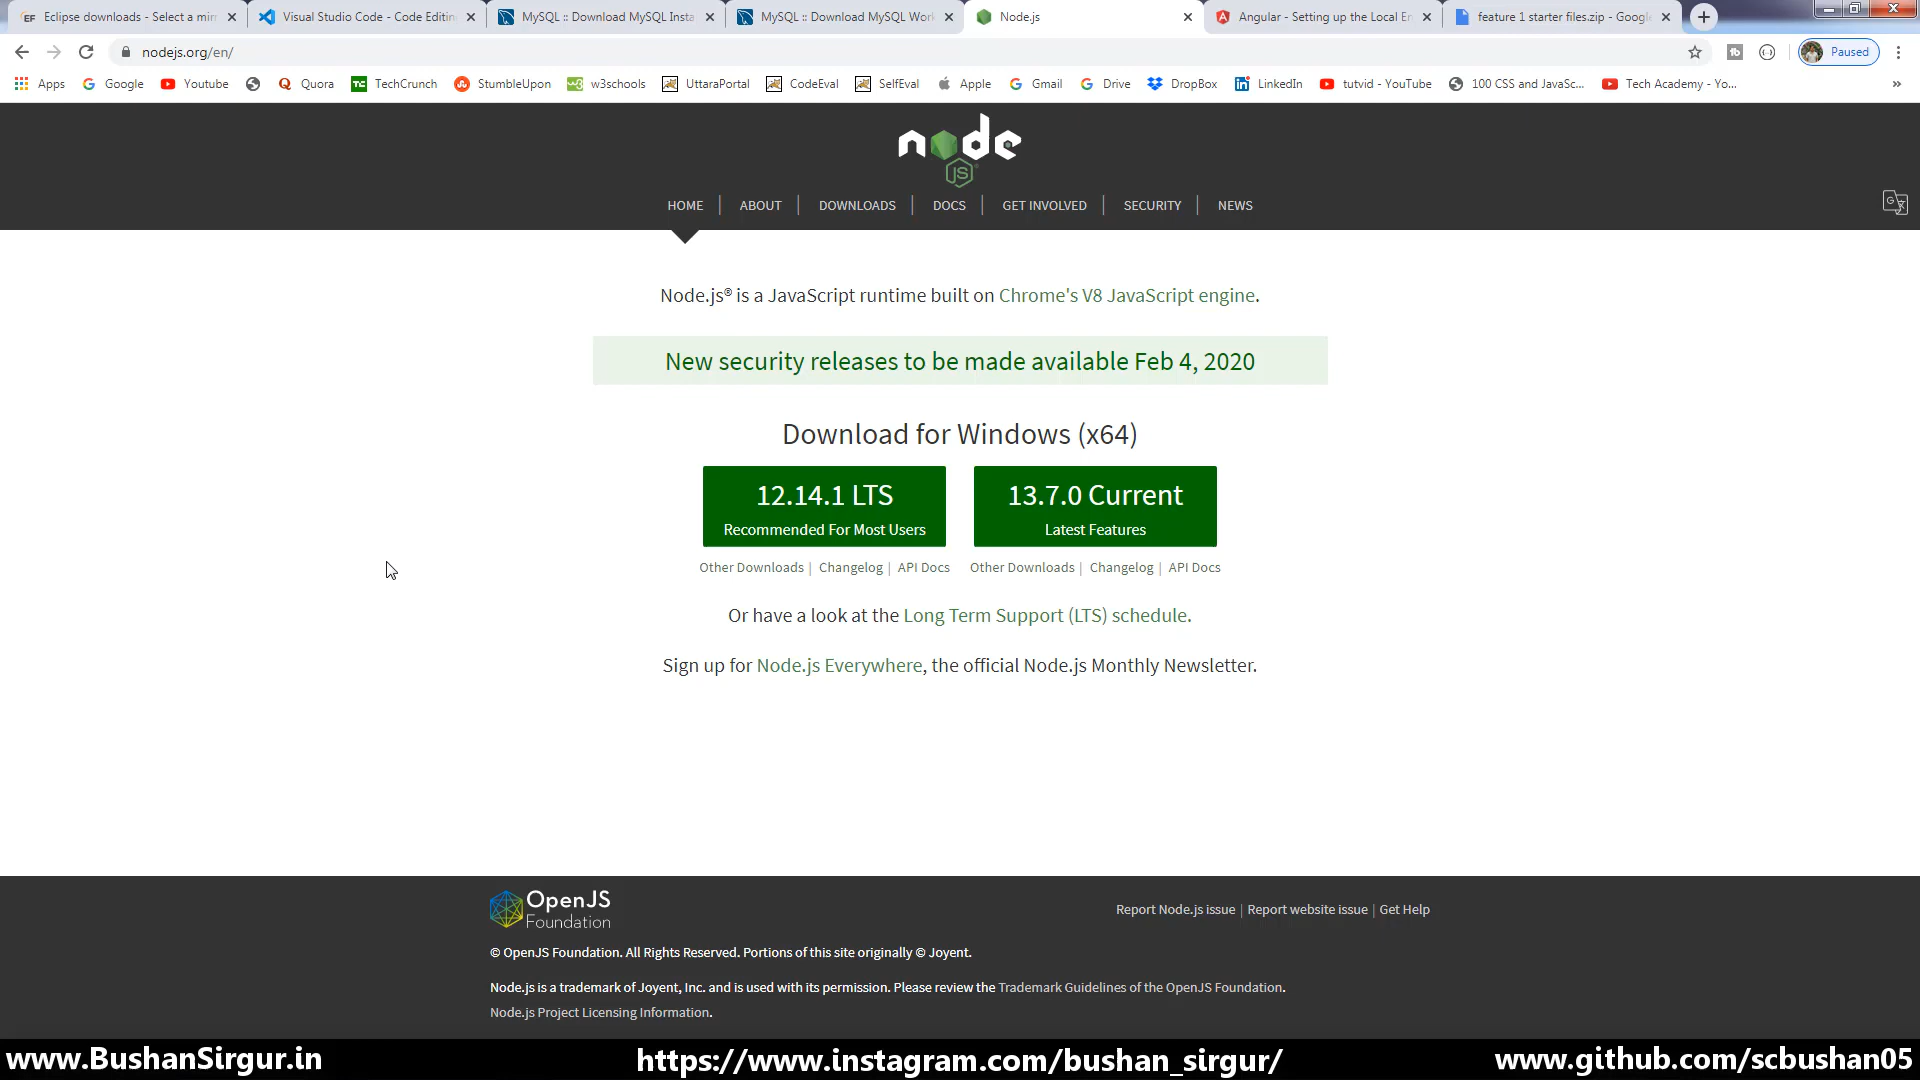 Eclipse downloads - Select a mirr
Visual Studio Code - Code Editin
MySQL :: Download MySQL Insta
MySQL :: Download MySQL Work
Node.js
Angular - Setting up the Local En
feature 1 starter files.zip - Google
nodejs.org/en/
Paused
Apps
Google
Youtube
Quora
TechCrunch
StumbleUpon
w3schools
UttaraPortal
CodeEval
SelfEval
Apple
Gmail
Drive
DropBox
LinkedIn
tutvid - YouTube
100 CSS and JavaSc...
Tech Academy - Yo...
»
node
JS
HOME
ABOUT
DOWNLOADS
DOCS
GET INVOLVED
SECURITY
NEWS
Node.js® is a JavaScript runtime built on Chrome's V8 JavaScript engine.
New security releases to be made available Feb 4, 2020
Download for Windows (x64)
12.14.1 LTS
Recommended For Most Users
13.7.0 Current
Latest Features
Other Downloads | Changelog | API Docs
Other Downloads | Changelog | API Docs
Or have a look at the Long Term Support (LTS) schedule.
Sign up for Node.js Everywhere, the official Node.js Monthly Newsletter.
OpenJS
Foundation
Report Node.js issue | Report website issue | Get Help
© OpenJS Foundation. All Rights Reserved. Portions of this site originally © Joyent.
Node.js is a trademark of Joyent, Inc. and is used with its permission. Please review the Trademark Guidelines of the OpenJS Foundation.
Node.js Project Licensing Information.
www.BushanSirgur.in
https://www.instagram.com/bushan_sirgur/
www.github.com/scbushan05